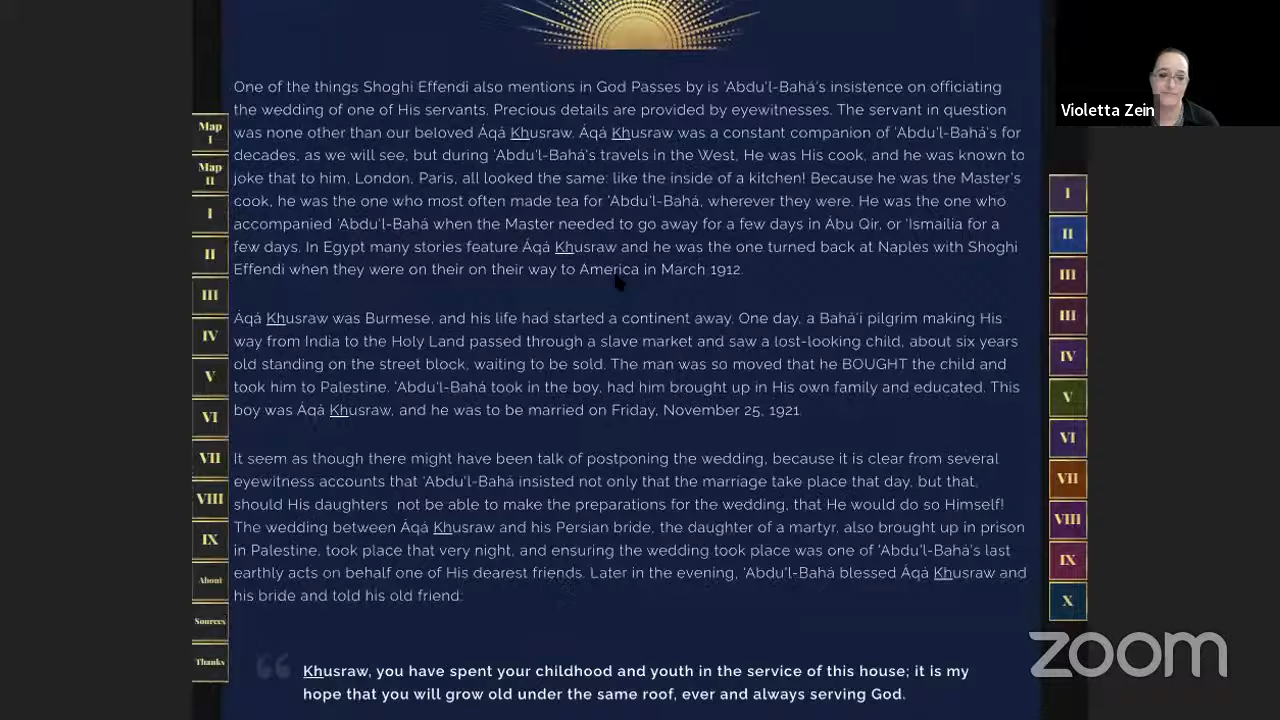 One of the things Shoghi Effendi also mentions in God Passes by is 'Abdu'l-Bahá's insistence on officiating
the wedding of one of His servants. Precious details are provided by eyewitnesses. The servant in question
was none other than our beloved Áqá Khusraw. Áqá Khusraw was a constant companion of 'Abdu'l-Bahá's for
decades, as we will see, but during 'Abdu'l-Bahá's travels in the West, He was His cook, and he was known to
joke that to him, London, Paris, all looked the same: like the inside of a kitchen! Because he was the Master's
cook, he was the one who most often made tea for 'Abdu'l-Bahá, wherever they were. He was the one who
accompanied 'Abdu'l-Bahá when the Master needed to go away for a few days in Ábu Qir, or 'Ismailia for a
few days. In Egypt many stories feature Áqá Khusraw and he was the one turned back at Naples with Shoghi
Effendi when they were on their on their way to America in March 1912.
Áqá Khusraw was Burmese, and his life had started a continent away. One day, a Bahá'í pilgrim making His
way from India to the Holy Land passed through a slave market and saw a lost-looking child, about six years
old standing on the street block, waiting to be sold. The man was so moved that he BOUGHT the child and
took him to Palestine. 'Abdu'l-Bahá took in the boy, had him brought up in His own family and educated. This
boy was Áqá Khusraw, and he was to be married on Friday, November 25, 1921.
It seem as though there might have been talk of postponing the wedding, because it is clear from several
eyewitness accounts that 'Abdu'l-Bahá insisted not only that the marriage take place that day, but that,
should His daughters not be able to make the preparations for the wedding, that He would do so Himself!
The wedding between Áqá Khusraw and his Persian bride, the daughter of a martyr, also brought up in prison
in Palestine, took place that very night, and ensuring the wedding took place was one of 'Abdu'l-Bahá's last
earthly acts on behalf one of His dearest friends. Later in the evening, 'Abdu'l-Bahá blessed Áqá Khusraw and
his bride and told his old friend:
Khusraw, you have spent your childhood and youth in the service of this house; it is my
hope that you will grow old under the same roof, ever and always serving God.
Map
I
Map
II
I
II
III
IV
V
VI
VII
VIII
IX
About
Sources
Thanks
I
II
III
III
IV
V
VI
VII
VIII
IX
X
Violetta Zein
zoom